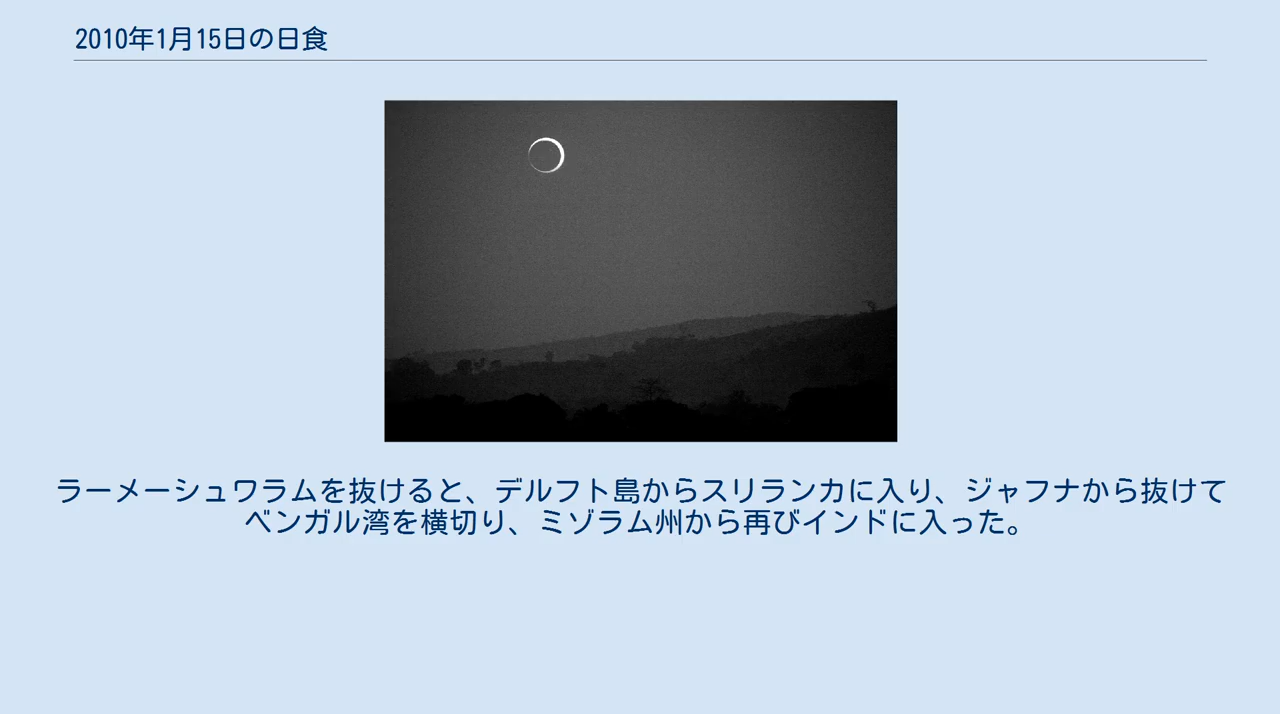 2010年1月15日の日食
ラーメーシュワラムを抜けると、デルフト島からスリランカに入り、ジャフナから抜けて
ベンガル湾を横切り、ミゾラム州から再びインドに入った。